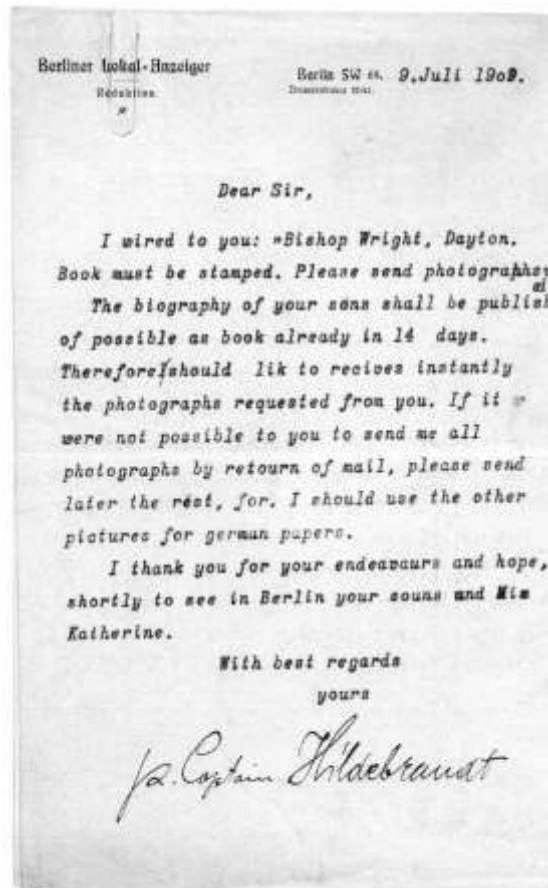 Berliner Lokal-Anzeiger
Redaktion.
Berlin SW 68, 9. Juli 1909.
Dear Sir,
I wired to you: "Bishop Wright, Dayton.
Book must be stamped. Please send photographs
The biography of your sons shall be published
of possible as book already in 14 days.
Therefore I should lik to recives instantly
the photographs requested from you. If it
were not possible to you to send me all
photographs by retourn of mail, please send
later the rest, for. I should use the other
pictures for german papers.
I thank you for your endeavaurs and hope,
shortly to see in Berlin your souns and Mis
Katherine.
With best regards
yours
p. Captain Hildebrandt